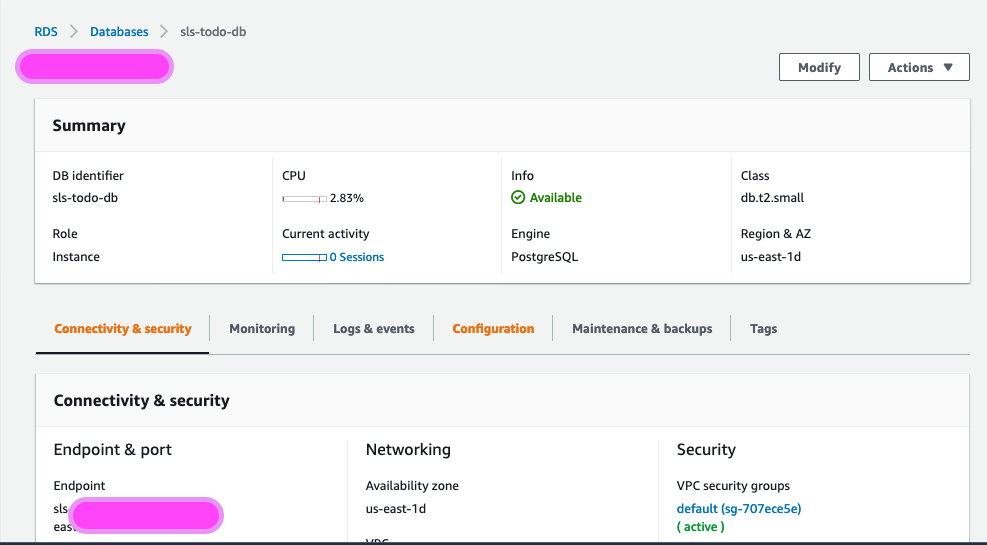 RDS > Databases > sls-todo-db
Modify
Actions ▼
Summary
DB identifier
sls-todo-db
CPU
2.83%
Info
Available
Class
db.t2.small
Role
Instance
Current activity
0 Sessions
Engine
PostgreSQL
Region & AZ
us-east-1d
Connectivity & security
Monitoring
Logs & events
Configuration
Maintenance & backups
Tags
Connectivity & security
Endpoint & port
Endpoint
sls
eas
Networking
Availability zone
us-east-1d
VPC
Security
VPC security groups
default (sg-707ece5e)
( active )